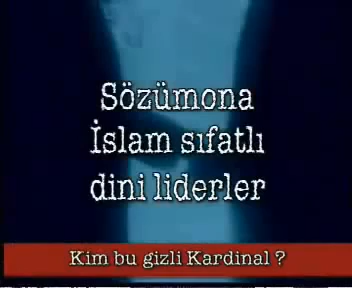 Sözümona
İslam sıfatlı
dini liderler
Kim bu gizli Kardinal ?